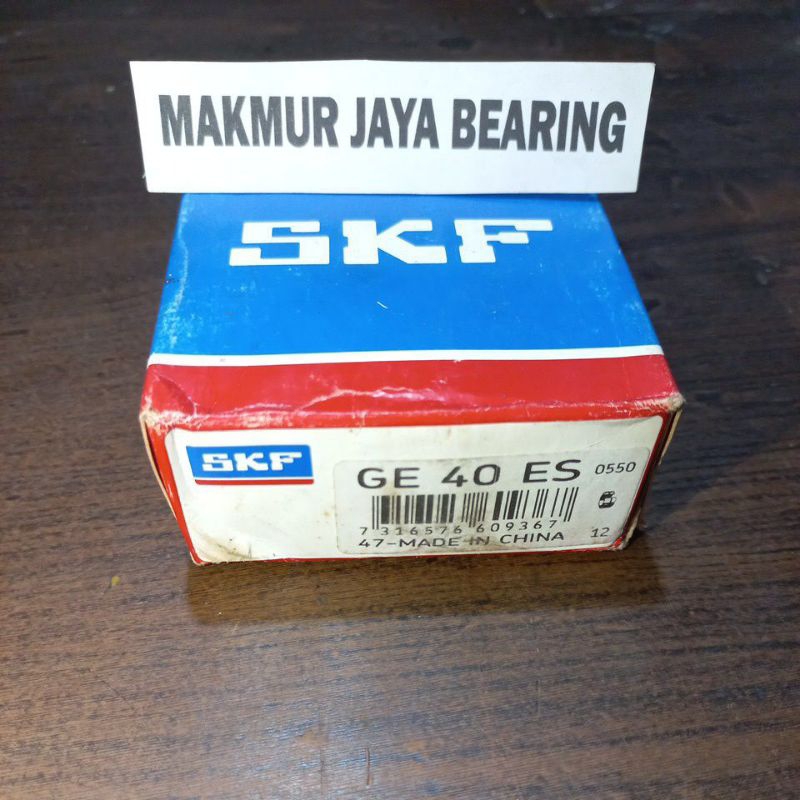 MAKMUR JAYA BEARING
SKF
SKF
GE 40 ES 0550
7 316576 609367
47-MADE IN CHINA 12